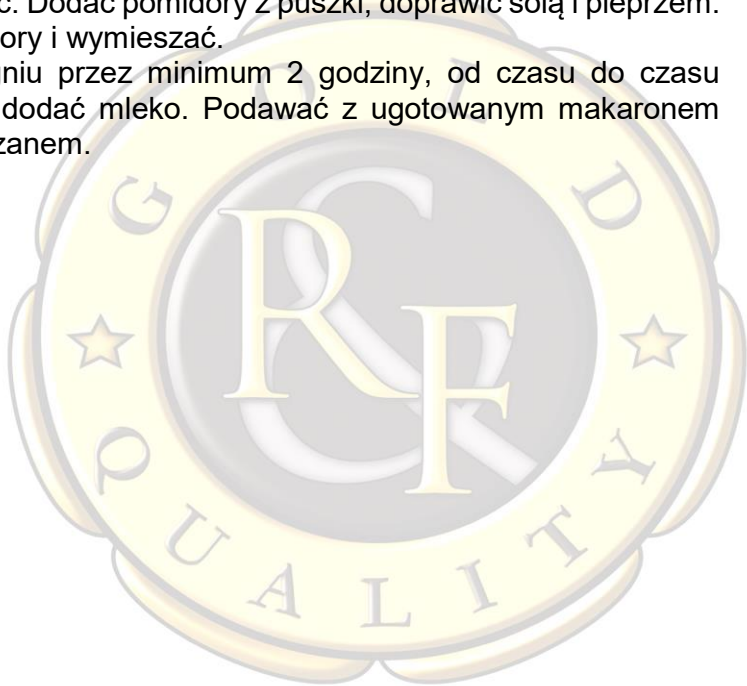 Dodać pomidory z puszki, doprawić solą i pieprzem.
ory i wymieszać.
niu przez minimum 2 godziny, od czasu do czasu
dodać mleko. Podawać z ugotowanym makaronem
zanem.
GOLD
R&F
QUALITY